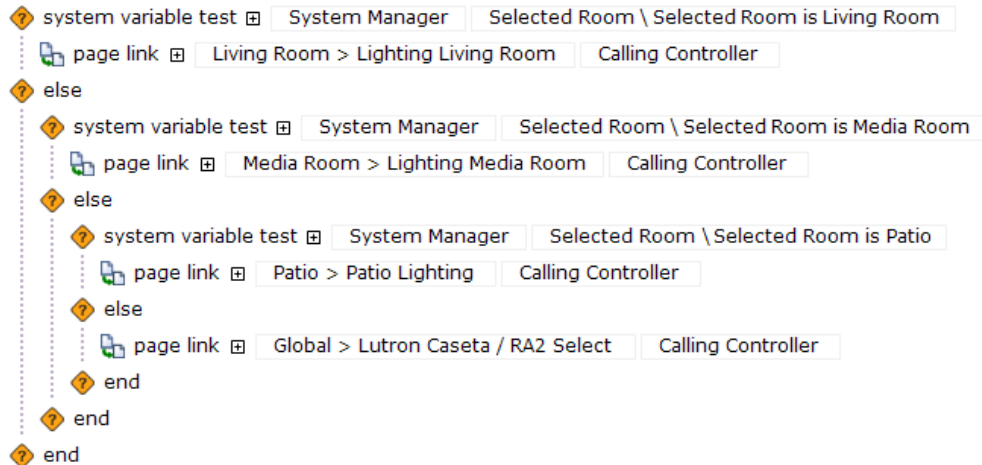 system variable test System Manager Selected Room \ Selected Room is Living Room
page link Living Room > Lighting Living Room Calling Controller
else
system variable test System Manager Selected Room \ Selected Room is Media Room
page link Media Room > Lighting Media Room Calling Controller
else
system variable test System Manager Selected Room \ Selected Room is Patio
page link Patio > Patio Lighting Calling Controller
else
page link Global > Lutron Caseta / RA2 Select Calling Controller
end
end
end